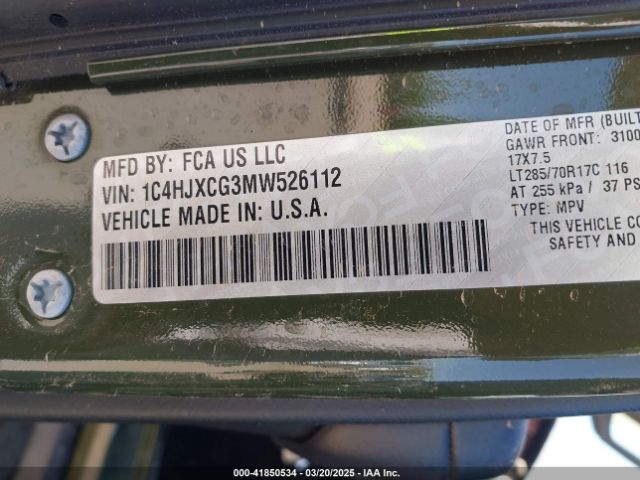 MFD BY: FCA US LLC
VIN: 1C4HJXCG3MW526112
VEHICLE MADE IN: U.S.A.
DATE OF MFR (BUILT
GAWR FRONT: 3100
17X7.5
LT285/70R17C 116
AT 255 kPa / 37 PS
TYPE: MPV
THIS VEHICLE CO
SAFETY AND
000-41850534 — 03/20/2025 — IAA Inc.